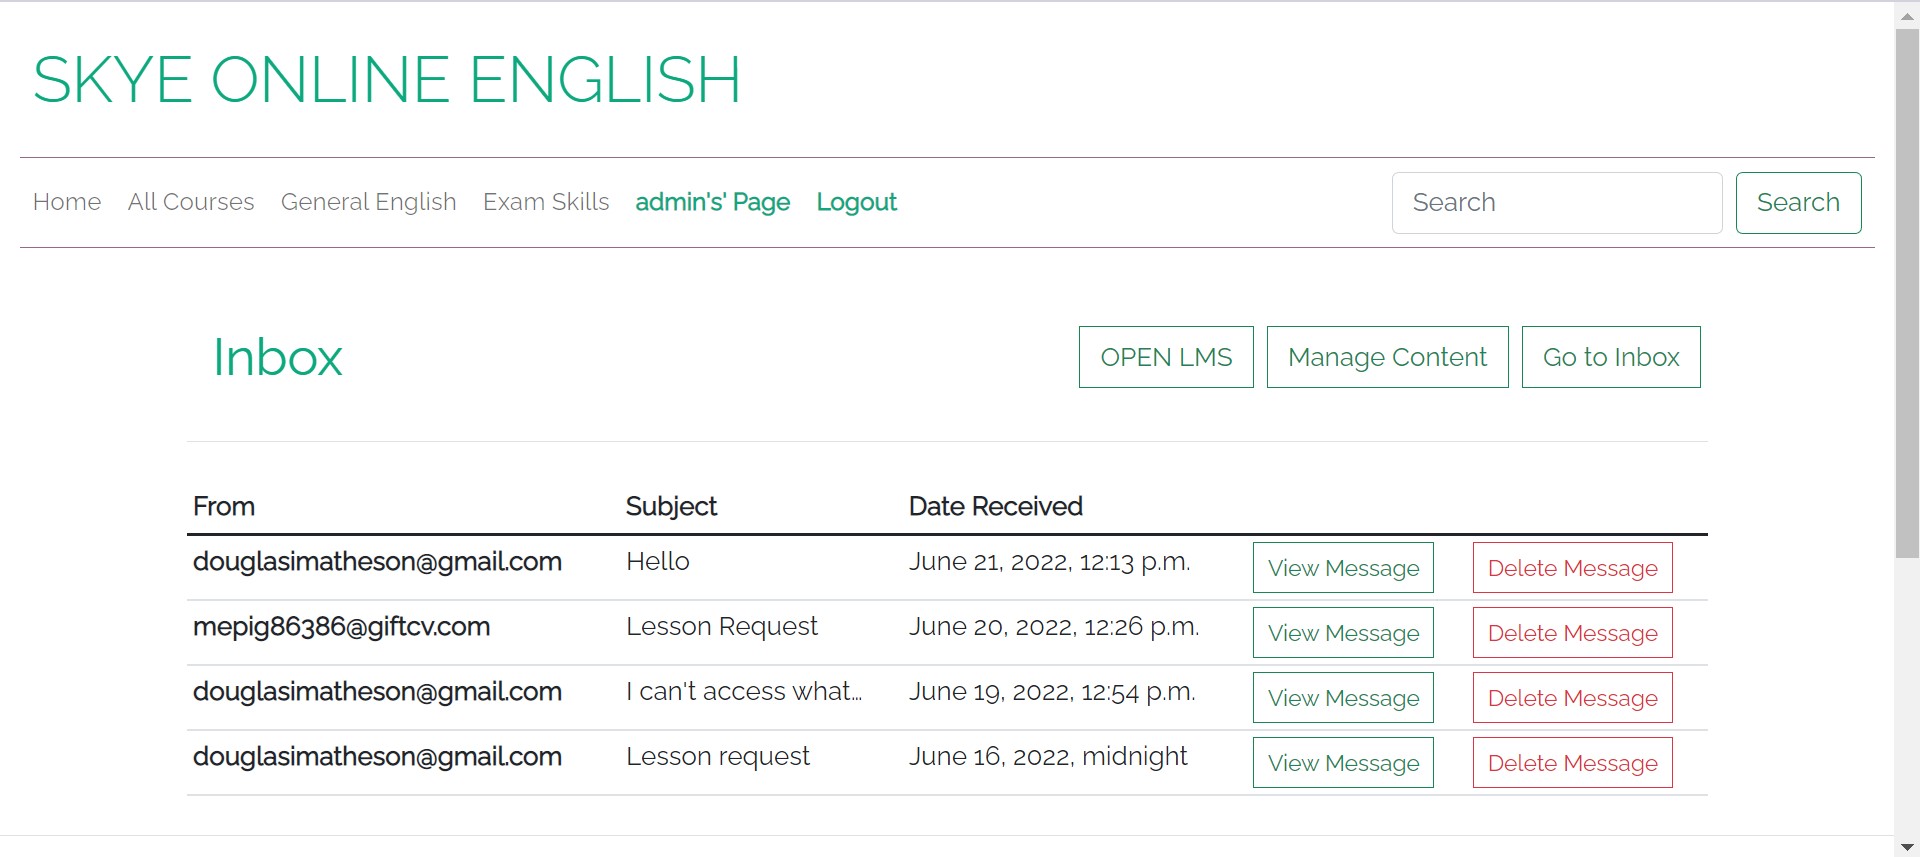 SKYE ONLINE ENGLISH
Home All Courses General English Exam Skills admin's' Page Logout Search Search
Inbox OPEN LMS Manage Content Go to Inbox
From Subject Date Received
douglasimatheson@gmail.com Hello June 21, 2022, 12:13 p.m. View Message Delete Message
mepig86386@giftcv.com Lesson Request June 20, 2022, 12:26 p.m. View Message Delete Message
douglasimatheson@gmail.com I can't access what... June 19, 2022, 12:54 p.m. View Message Delete Message
douglasimatheson@gmail.com Lesson request June 16, 2022, midnight View Message Delete Message